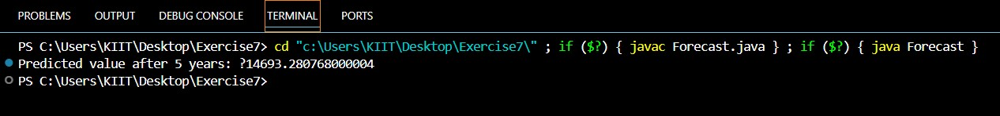 PROBLEMS OUTPUT DEBUG CONSOLE TERMINAL PORTS
PS C:\Users\KIIT\Desktop\Exercise7> cd "c:\Users\KIIT\Desktop\Exercise7\" ; if ($?) { javac Forecast.java } ; if ($?) { java Forecast }
Predicted value after 5 years: ?14693.280768000004
PS C:\Users\KIIT\Desktop\Exercise7>